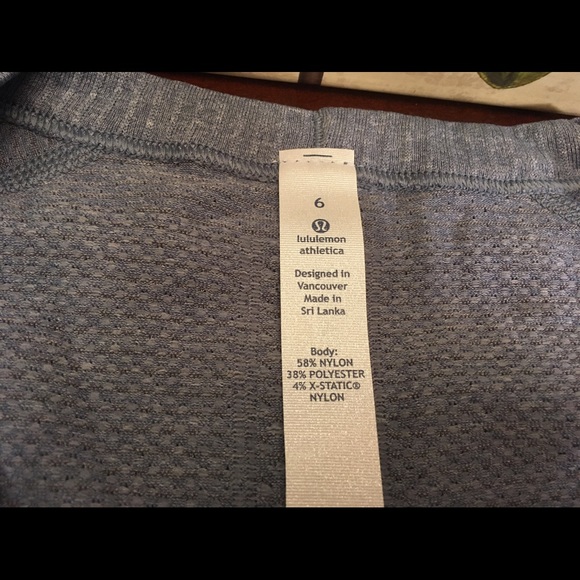 6
lululemon
athletica
Designed in
Vancouver
Made in
Sri Lanka
Body:
58% NYLON
38% POLYESTER
4% X-STATIC®
NYLON